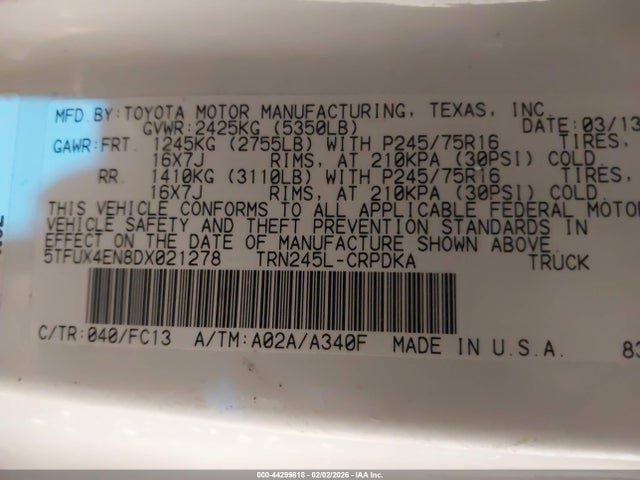 MFD. BY: TOYOTA MOTOR MANUFACTURING, TEXAS, INC.
GVWR: 2425KG (5350LB) DATE: 03/13
GAWR: FRT. 1245KG (2755LB) WITH P245/75R16 TIRES,
16X7J RIMS, AT 210KPA (30PSI) COLD
RR. 1410KG (3110LB) WITH P245/75R16 TIRES,
16X7J RIMS, AT 210KPA (30PSI) COLD
THIS VEHICLE CONFORMS TO ALL APPLICABLE FEDERAL MOTO
VEHICLE SAFETY AND THEFT PREVENTION STANDARDS IN
EFFECT ON THE DATE OF MANUFACTURE SHOWN ABOVE.
5TFUX4EN8DX021278 TRN245L-CRPDKA TRUCK
C/TR: 040/FC13 A/TM: A02A/A340F MADE IN U.S.A. 83
000-44299818 - 02/02/2026 - IAA Inc.